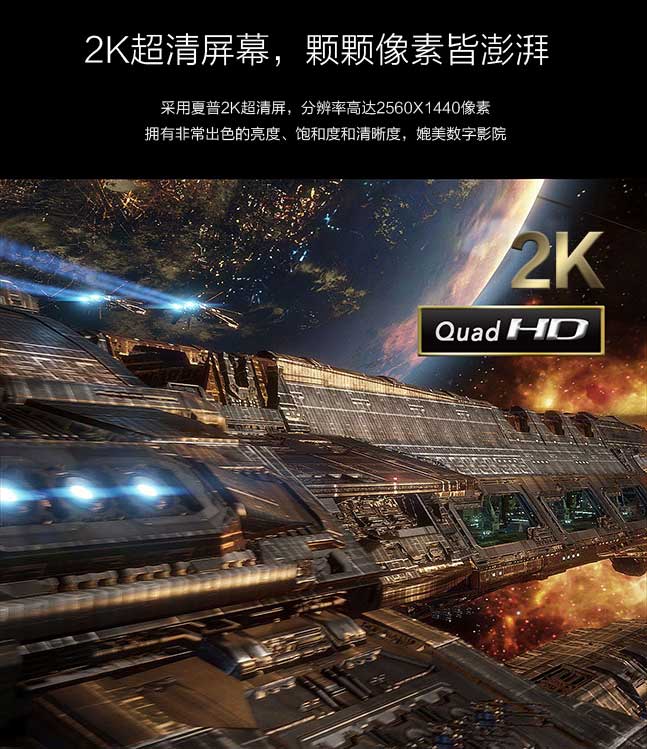 2K超清屏幕，颗颗像素皆澎湃
采用夏普2K超清屏，分辨率高达2560X1440像素
拥有非常出色的亮度、饱和度和清晰度，媲美数字影院
2K
Quad HD